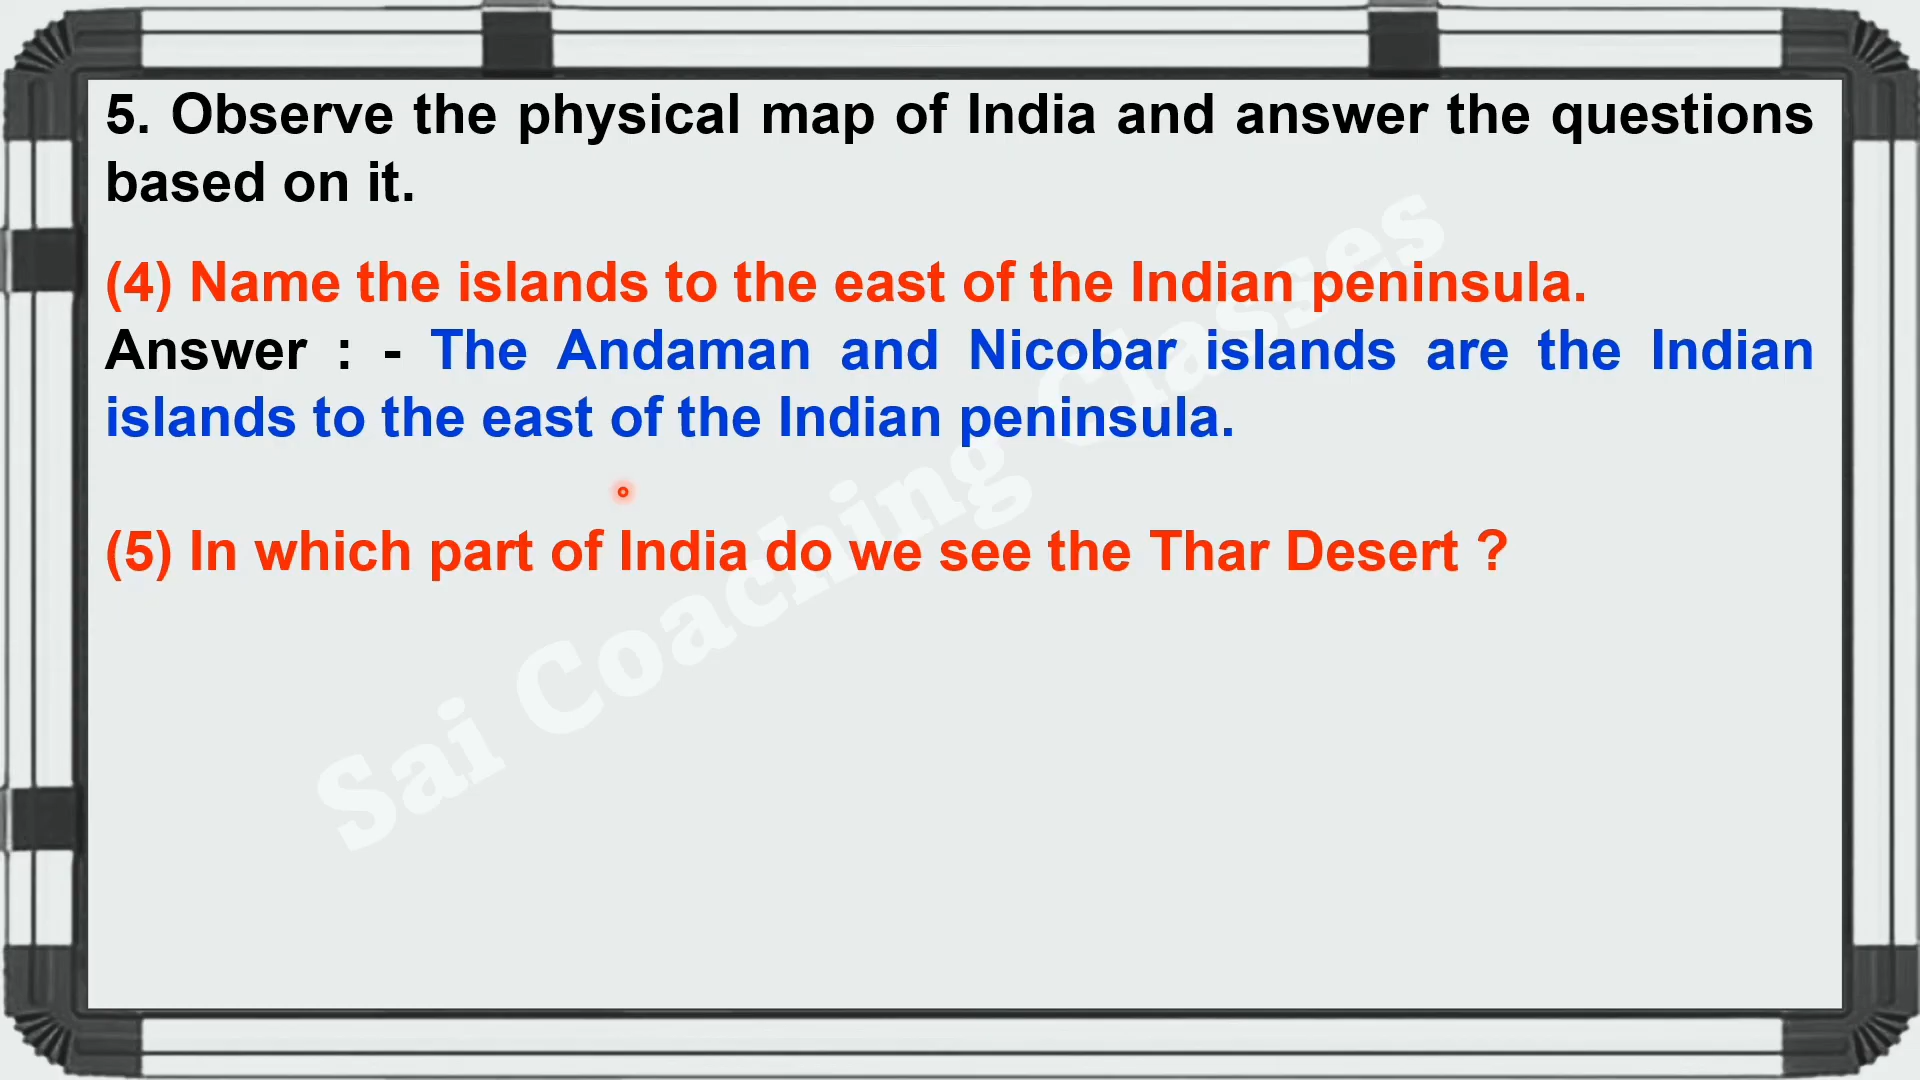 5. Observe the physical map of India and answer the questions
based on it.
(4) Name the islands to the east of the Indian peninsula.
Answer : - The Andaman and Nicobar islands are the Indian
islands to the east of the Indian peninsula.
(5) In which part of India do we see the Thar Desert ?
Sai Coaching Classes